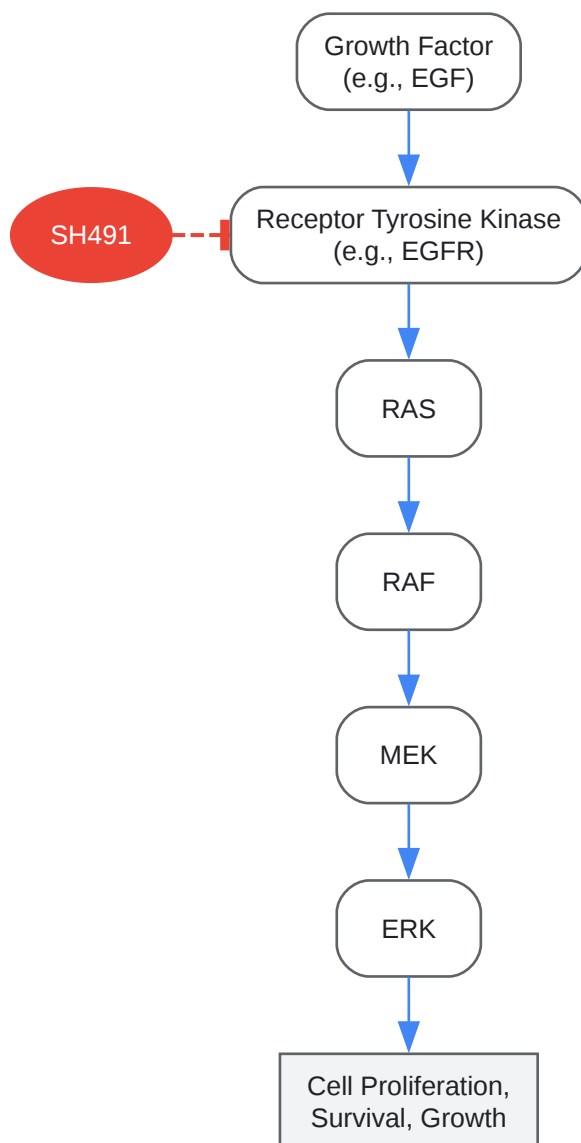 Growth Factor
(e.g., EGF)
SH491
Receptor Tyrosine Kinase
(e.g., EGFR)
RAS
RAF
MEK
ERK
Cell Proliferation,
Survival, Growth